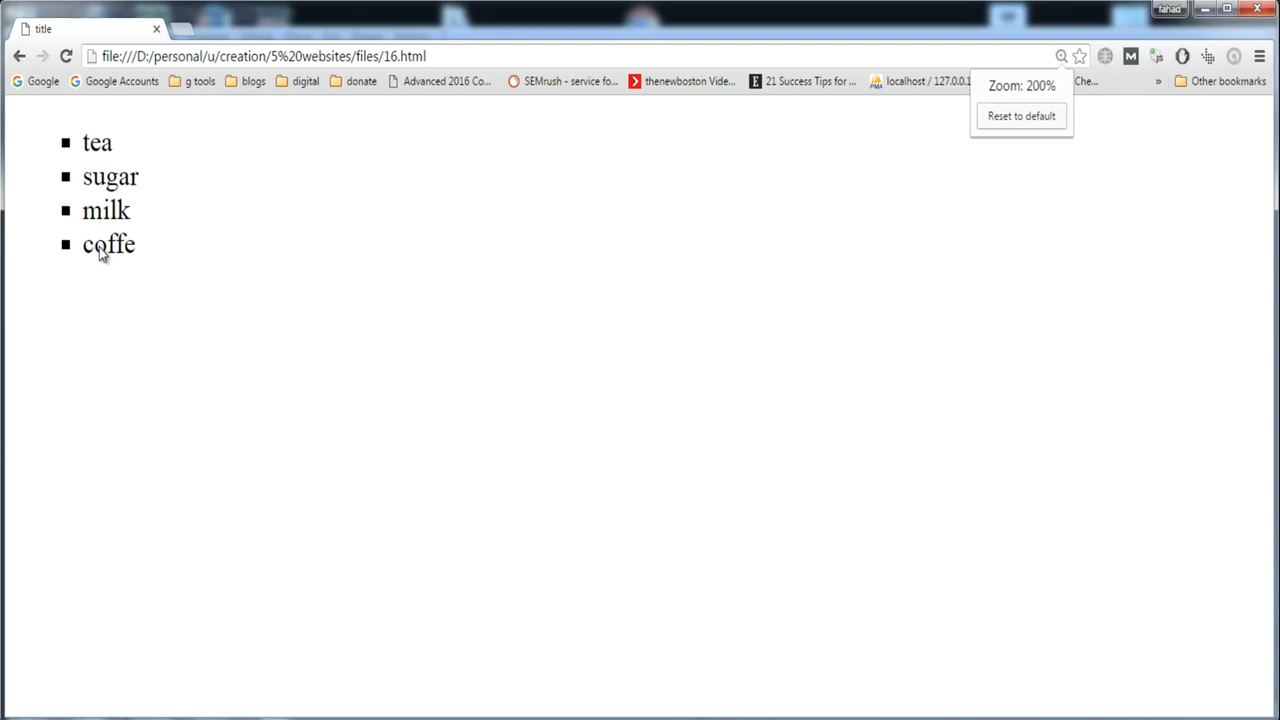 fahad
title
file:///D:/personal/u/creation/5%20websites/files/16.html
Google Google Accounts g tools blogs digital donate Advanced 2016 Co... SEMrush - service fo... thenewboston Vide... 21 Success Tips for ... localhost / 127.0.0.1 Che... » Other bookmarks
Zoom: 200%
Reset to default
tea
sugar
milk
coffe